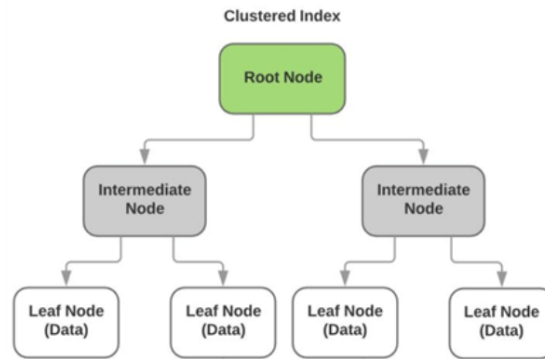 Clustered Index
Root Node
Intermediate
Node
Intermediate
Node
Leaf Node
(Data)
Leaf Node
(Data)
Leaf Node
(Data)
Leaf Node
(Data)